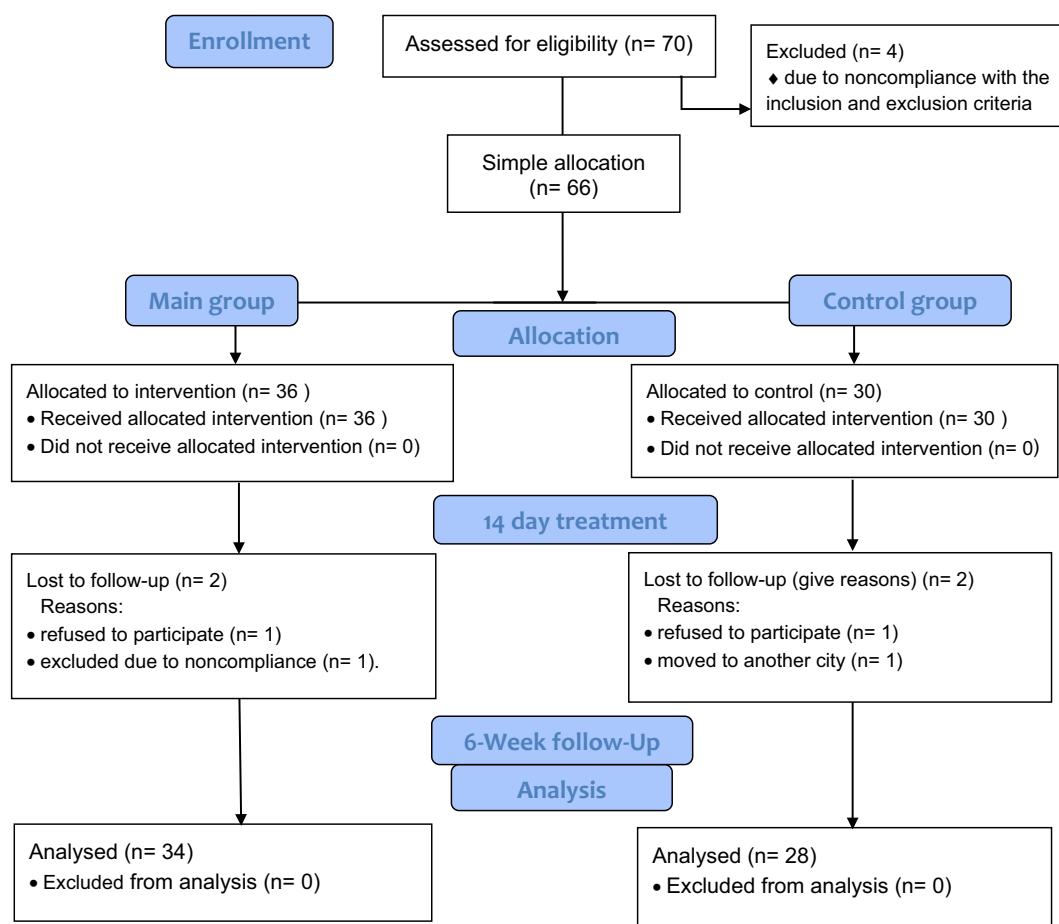 Enrollment
Assessed for eligibility (n= 70)
Excluded (n= 4)
♦ due to noncompliance with the
inclusion and exclusion criteria
Simple allocation
(n= 66)
Main group
Control group
Allocation
Allocated to intervention (n= 36 )
• Received allocated intervention (n= 36 )
• Did not receive allocated intervention (n= 0)
Allocated to control (n= 30)
• Received allocated intervention (n= 30 )
• Did not receive allocated intervention (n= 0)
14 day treatment
Lost to follow-up (n= 2)
Reasons:
• refused to participate (n= 1)
• excluded due to noncompliance (n= 1).
Lost to follow-up (give reasons) (n= 2)
Reasons:
• refused to participate (n= 1)
• moved to another city (n= 1)
6-Week follow-Up
Analysis
Analysed (n= 34)
• Excluded from analysis (n= 0)
Analysed (n= 28)
• Excluded from analysis (n= 0)